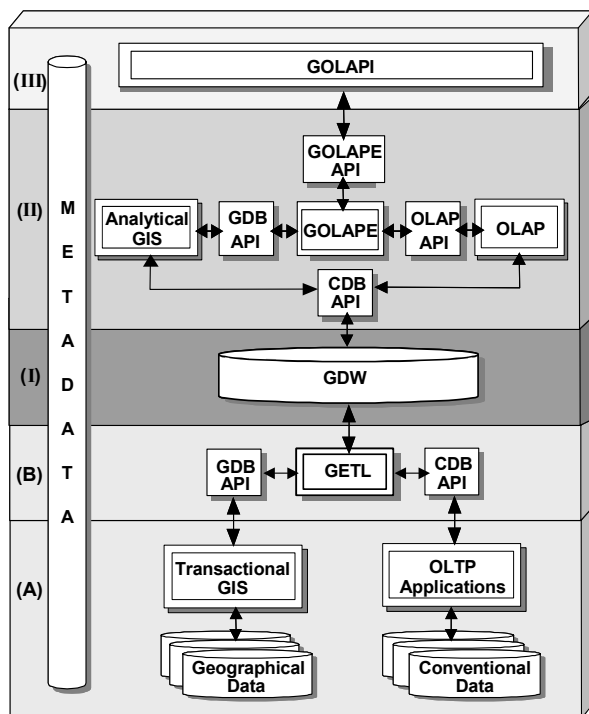 (III)
GOLAPI
GOLAPE
API
(II)
Analytical
GIS
GDB
API
GOLAPE
OLAP
API
OLAP
CDB
API
(I)
GDW
(B)
GDB
API
GETL
CDB
API
(A)
Transactional
GIS
OLTP
Applications
Geographical
Data
Conventional
Data
M
E
T
A
D
A
T
A